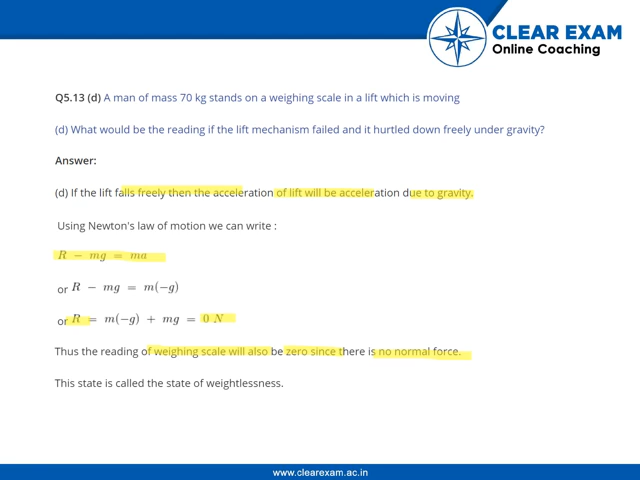 CLEAR EXAM
Online Coaching
Q5.13 (d) A man of mass 70 kg stands on a weighing scale in a lift which is moving
(d) What would be the reading if the lift mechanism failed and it hurtled down freely under gravity?
Answer:
(d) If the lift falls freely then the acceleration of lift will be acceleration due to gravity.
Using Newton's law of motion we can write :
R − mg = ma
or R − mg = m(−g)
or R = m(−g) + mg = 0 N
Thus the reading of weighing scale will also be zero since there is no normal force.
This state is called the state of weightlessness.
www.clearexam.ac.in